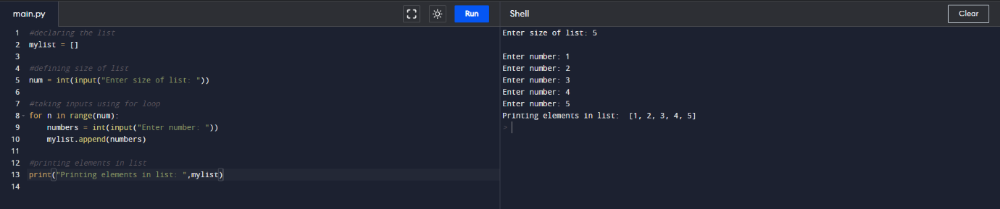 main.py
Run
Shell
Clear
1 #declaring the list
2 mylist = []
3
4 #defining size of list
5 num = int(input("Enter size of list: "))
6
7 #taking inputs using for loop
8 for n in range(num):
9     numbers = int(input("Enter number: "))
10     mylist.append(numbers)
11
12 #printing elements in list
13 print("Printing elements in list: ",mylist)
14
Enter size of list: 5
Enter number: 1
Enter number: 2
Enter number: 3
Enter number: 4
Enter number: 5
Printing elements in list:  [1, 2, 3, 4, 5]
>